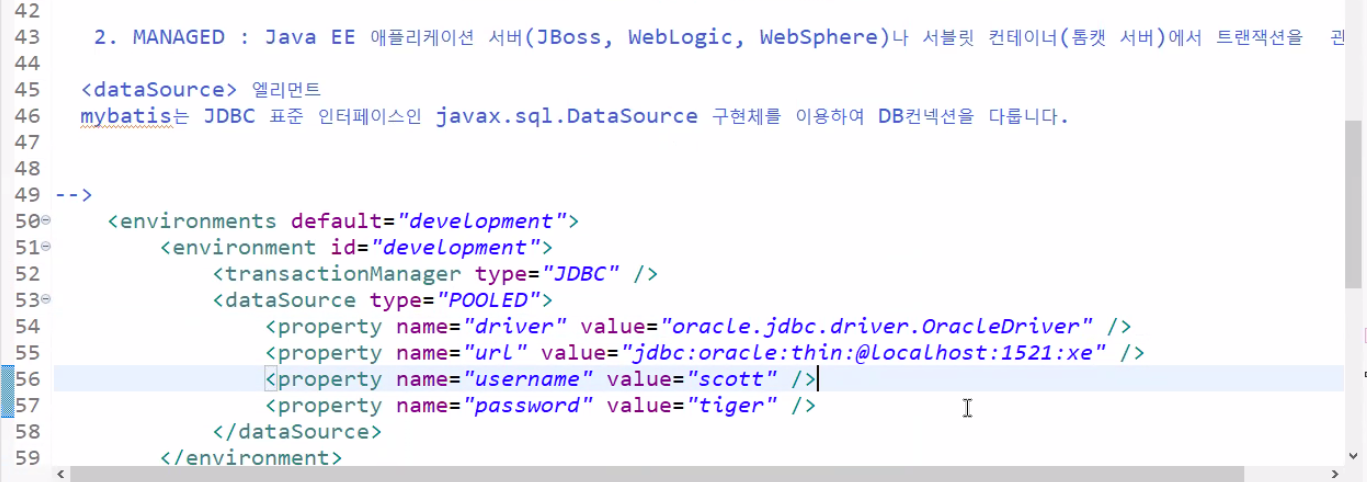 42
43 2. MANAGED : Java EE 애플리케이션 서버(JBoss, WebLogic, WebSphere)나 서블릿 컨테이너(톰캣 서버)에서 트랜잭션을 관
44
45 <dataSource> 엘리먼트
46 mybatis는 JDBC 표준 인터페이스인 javax.sql.DataSource 구현체를 이용하여 DB컨넥션을 다룹니다.
47
48
49 -->
50 <environments default="development">
51 <environment id="development">
52 <transactionManager type="JDBC" />
53 <dataSource type="POOLED">
54 <property name="driver" value="oracle.jdbc.driver.OracleDriver" />
55 <property name="url" value="jdbc:oracle:thin:@localhost:1521:xe" />
56 <property name="username" value="scott" />
57 <property name="password" value="tiger" />
58 </dataSource>
59 </environment>